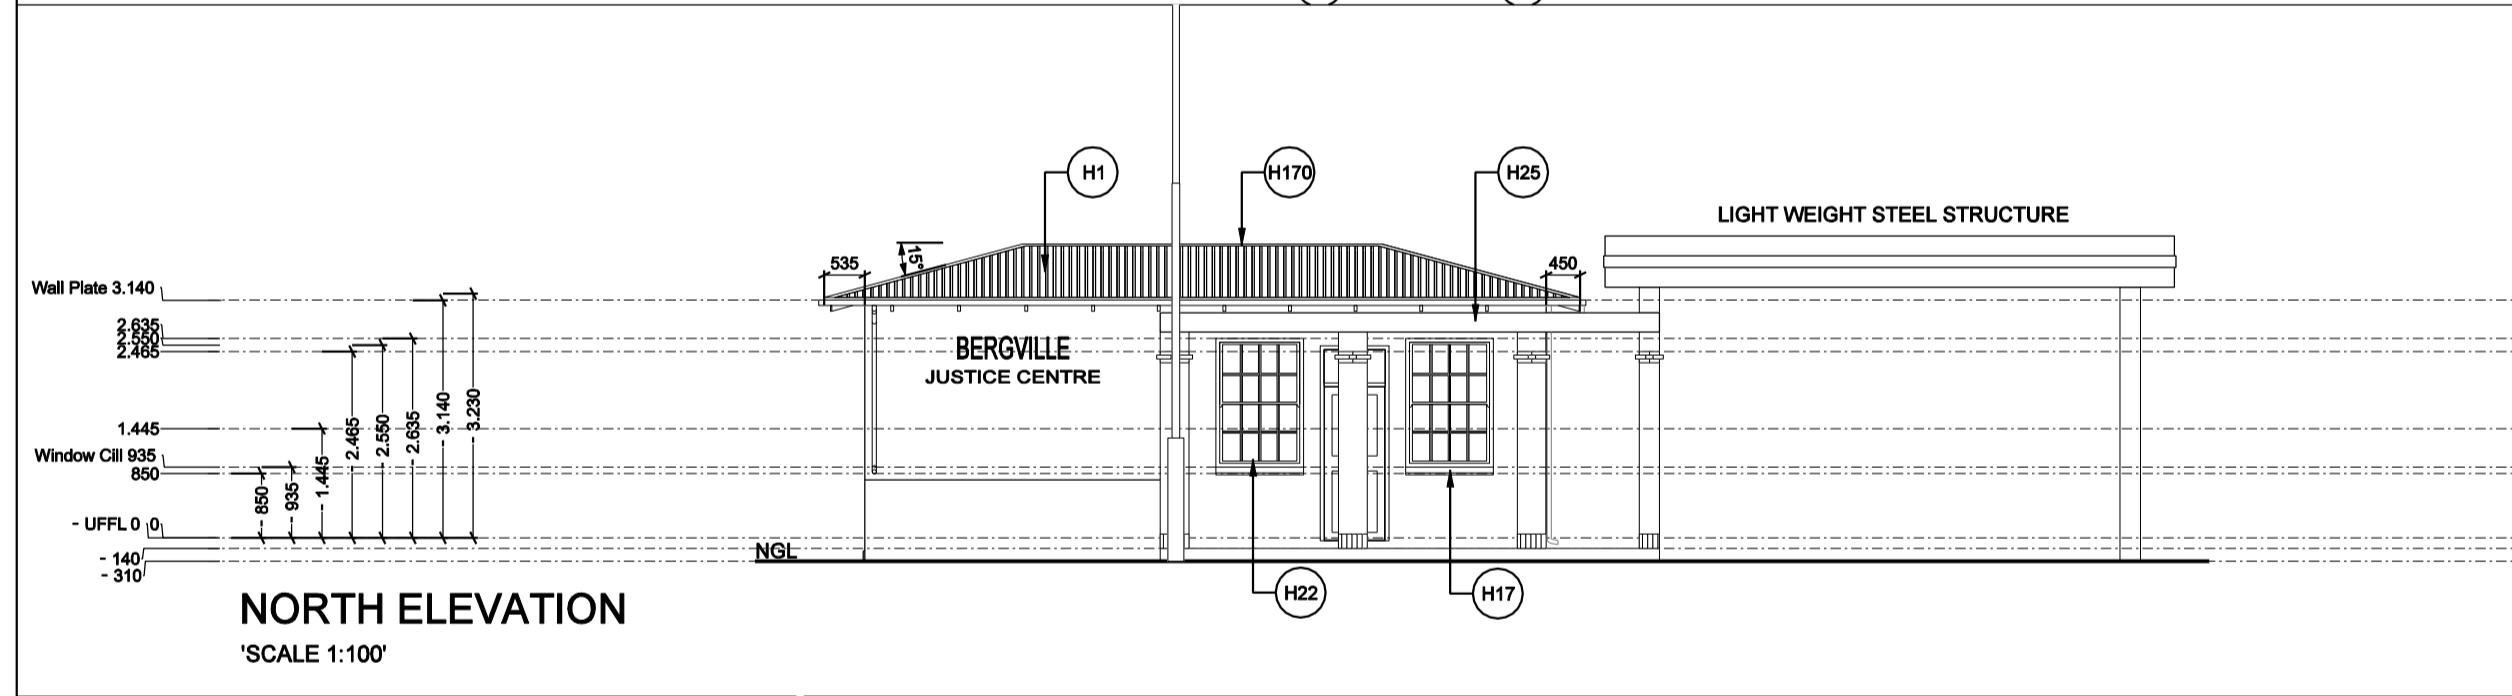 H1
H170
H25
LIGHT WEIGHT STEEL STRUCTURE
15°
535
450
Wall Plate 3.140
2.635
2.550
2.465
BERGVILLE
JUSTICE CENTRE
1.445
Window Cill 935
850
- 850
- 935
- 1.445
- 2.465
- 2.550
- 2.635
- 3.140
- 3.230
- UFFL 0 0
- 140
- 310
NGL
H22
H17
NORTH ELEVATION
'SCALE 1:100'